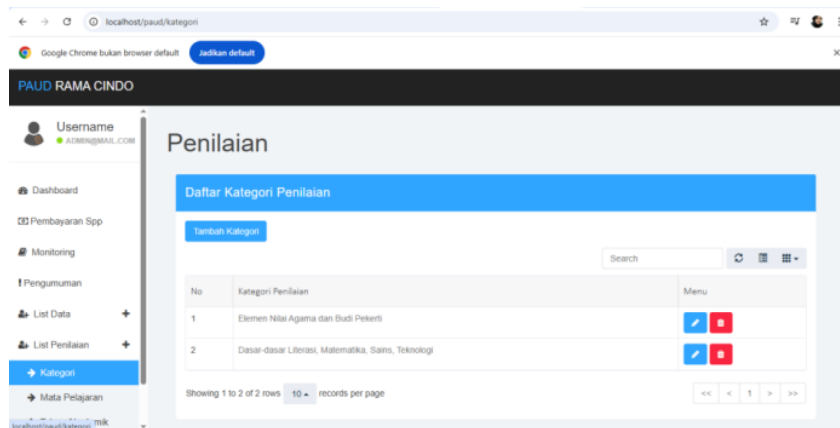 localhost/paud/kategori
Google Chrome bukan browser default Jadikan default
PAUD RAMA CINDO
Username
ADMIN@MAIL.COM
Dashboard
Pembayaran Spp
Monitoring
Pengumuman
List Data
List Penilaian
Kategori
Mata Pelajaran
mik
localhost/paud/kategori
Penilaian
Daftar Kategori Penilaian
Tambah Kategori
Search
No Kategori Penilaian Menu
1 Elemen Nilai Agama dan Budi Pekerti
2 Dasar-dasar Literasi, Matematika, Sains, Teknologi
Showing 1 to 2 of 2 rows 10 records per page << < 1 > >>